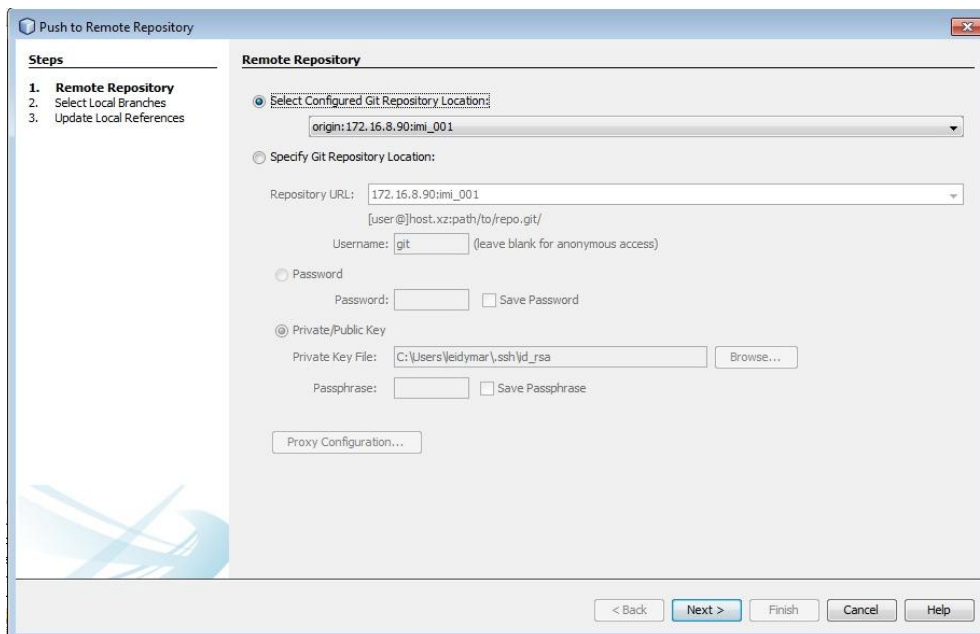 Push to Remote Repository
Steps
1. Remote Repository
2. Select Local Branches
3. Update Local References
Remote Repository
Select Configured Git Repository Location:
origin:172.16.8.90:imi_001
Specify Git Repository Location:
Repository URL: 172.16.8.90:imi_001
[user@]host.xz:path/to/repo.git/
Username: git (leave blank for anonymous access)
Password
Password: Save Password
Private/Public Key
Private Key File: C:\Users\leidymar\.ssh\id_rsa Browse...
Passphrase: Save Passphrase
Proxy Configuration...
< Back Next > Finish Cancel Help